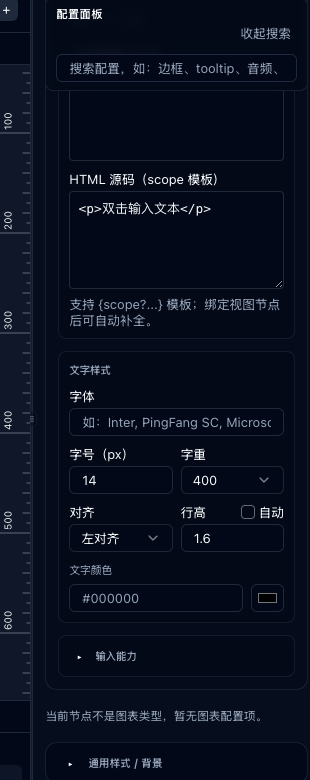 +
配置面板
收起搜索
搜索配置，如：边框、tooltip、音频、
100
HTML 源码（scope 模板）
<p>双击输入文本</p>
200
支持 {scope?...} 模板；绑定视图节点
后可自动补全。
300
文字样式
字体
如：Inter, PingFang SC, Microsc
400
字号（px） 字重
14 400
对齐 行高 自动
500
左对齐 1.6
文字颜色
#000000
600
▸ 输入能力
当前节点不是图表类型，暂无图表配置项。
▸ 通用样式 / 背景